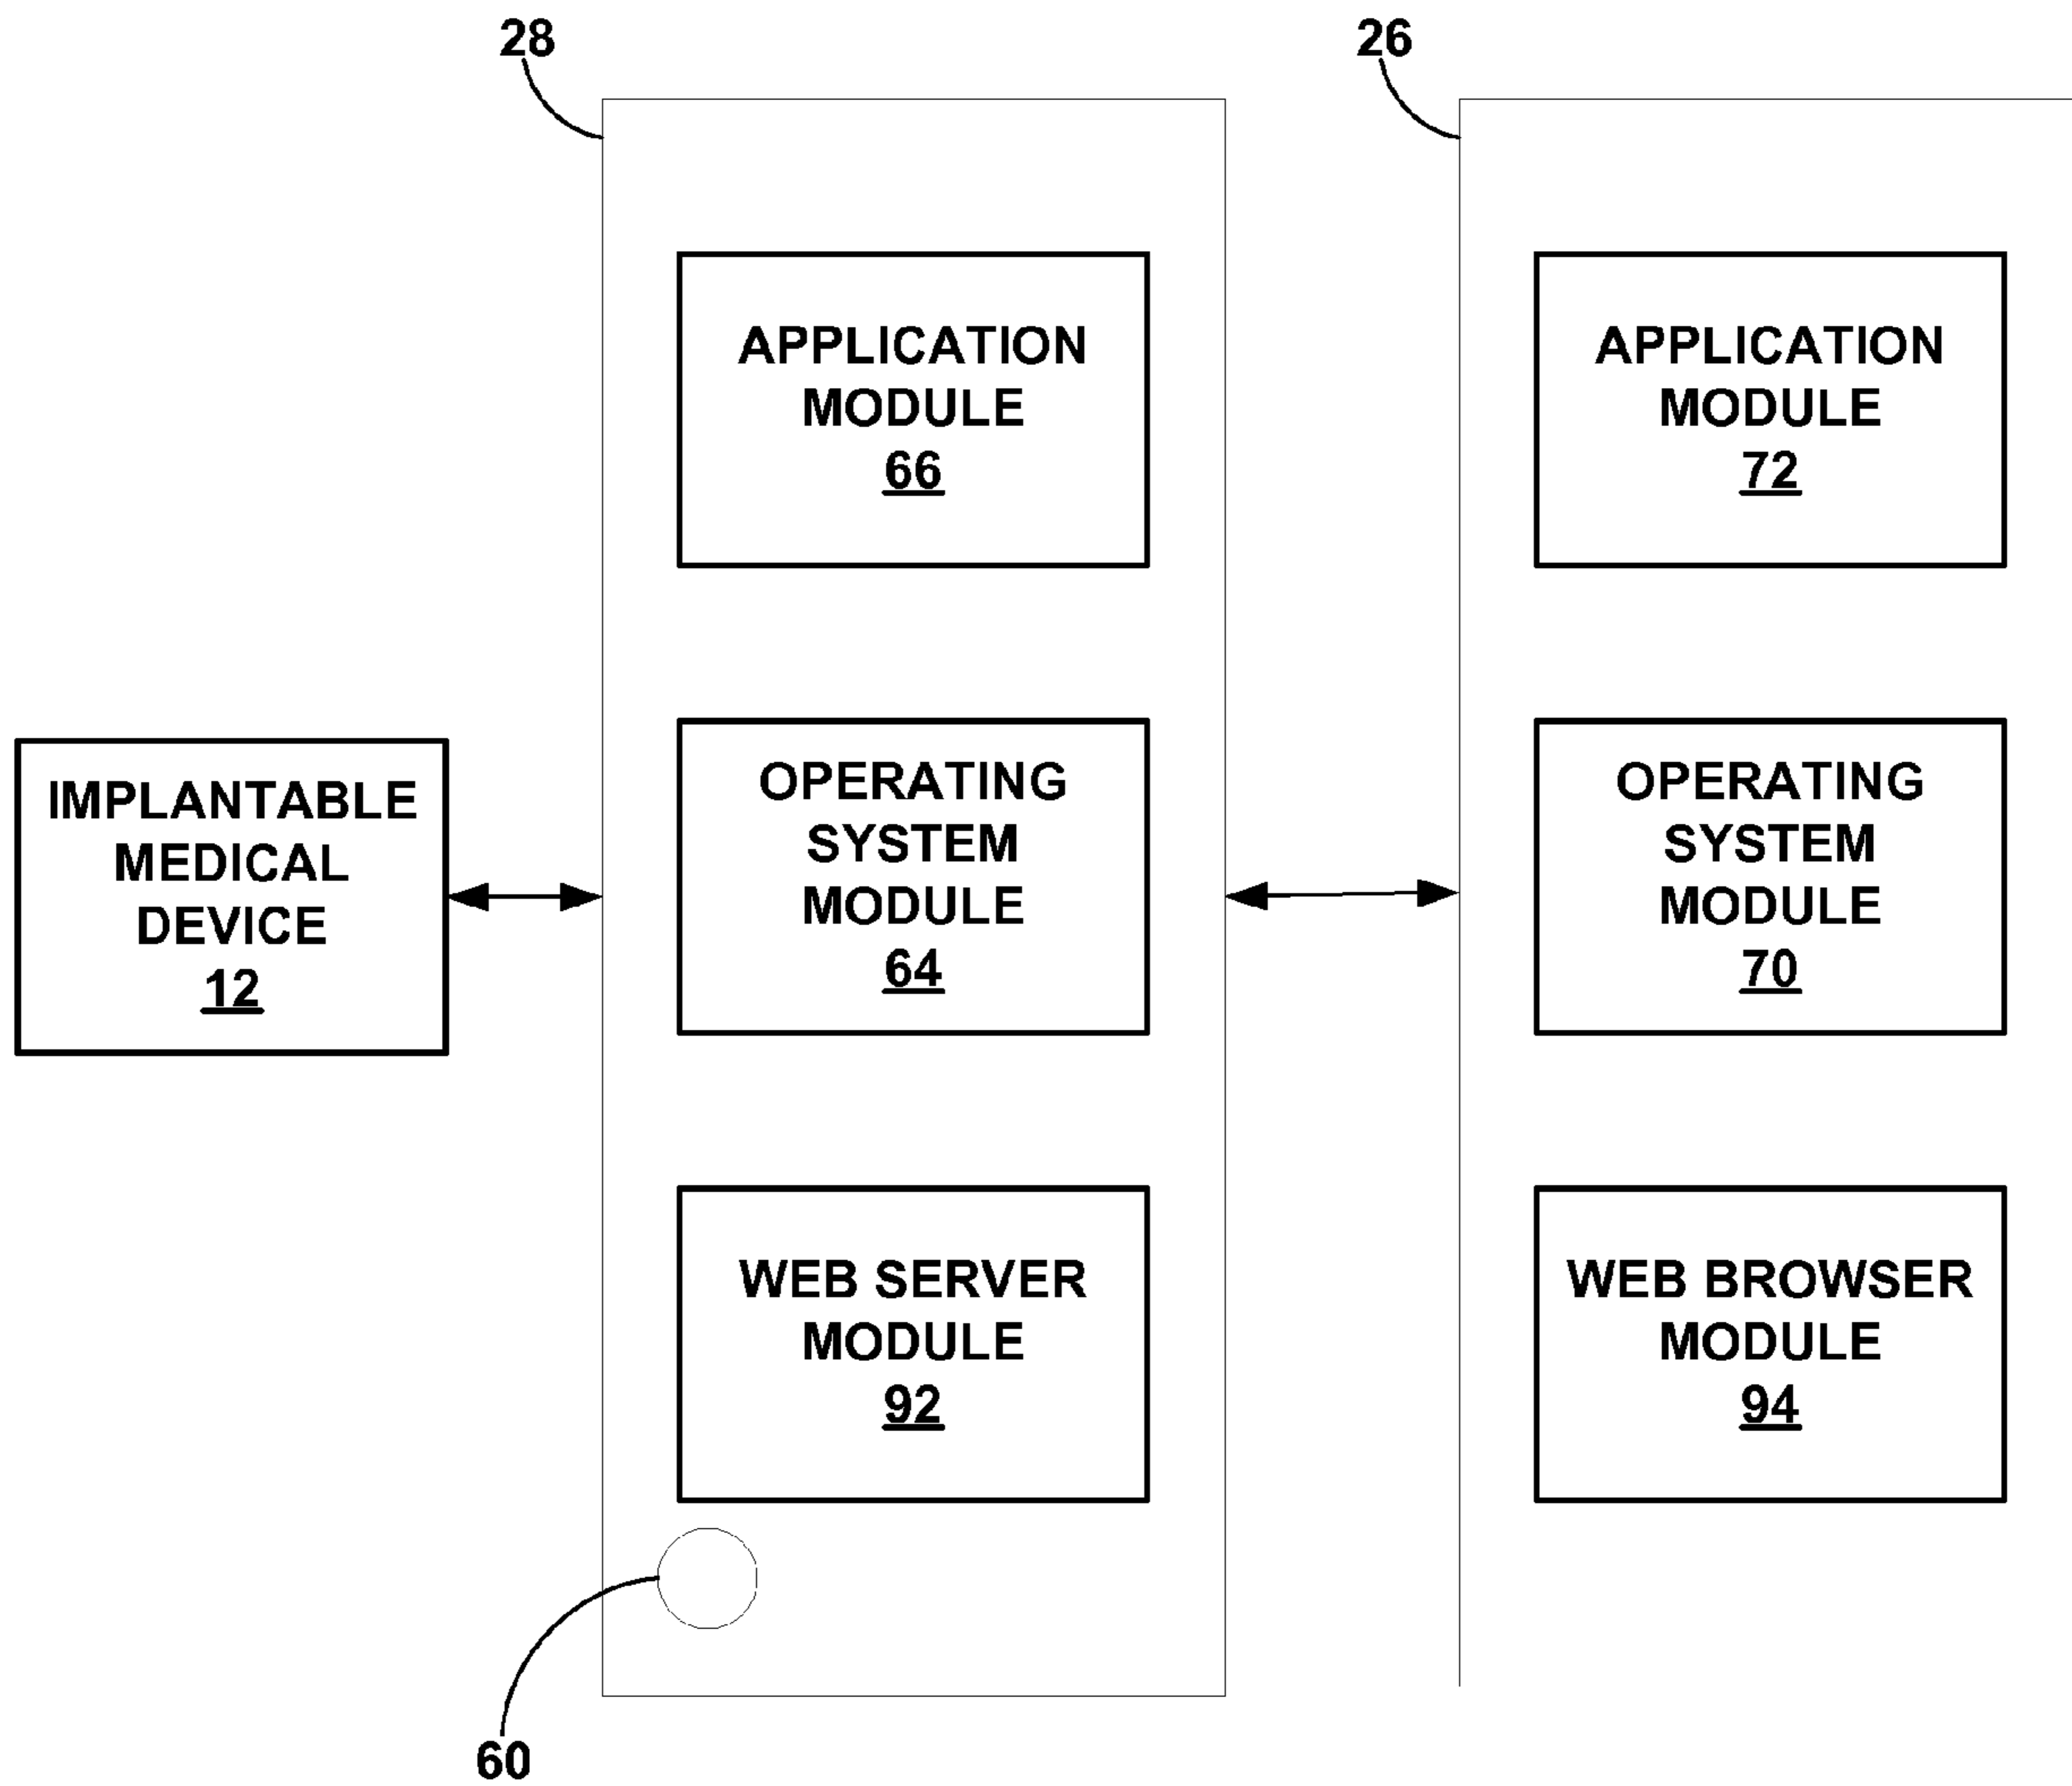 28
26
APPLICATION
MODULE
66
APPLICATION
MODULE
72
IMPLANTABLE
MEDICAL
DEVICE
12
OPERATING
SYSTEM
MODULE
64
OPERATING
SYSTEM
MODULE
70
WEB SERVER
MODULE
92
WEB BROWSER
MODULE
94
60